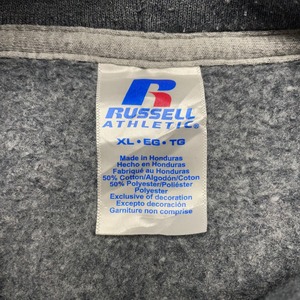 R
RUSSELL
ATHLETIC®
XL • EG • TG
Made in Honduras
Hecho en Honduras
Fabriqué au Honduras
50% Cotton/Algodón/Coton
50% Polyester/Poliéster
Polyester
Exclusive of decoration
Excepto decoración
Garniture non comprise